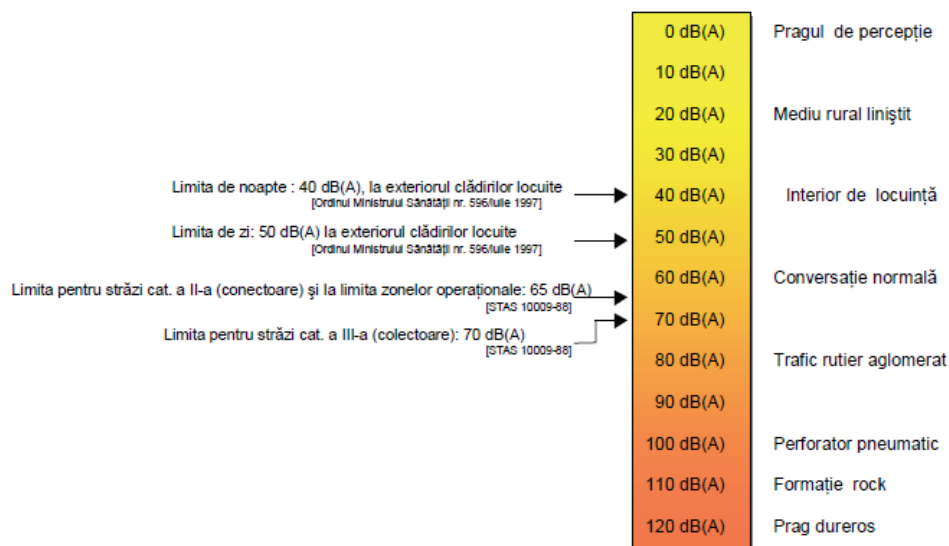 0 dB(A) Pragul de percepție
10 dB(A)
20 dB(A) Mediu rural liniştit
30 dB(A)
Limita de noapte : 40 dB(A), la exteriorul clădirilor locuite
[Ordinul Ministrului Sănătăţii nr. 596/iulie 1997]
40 dB(A) Interior de locuință
Limita de zi: 50 dB(A) la exteriorul clădirilor locuite
[Ordinul Ministrului Sănătăţii nr. 596/iulie 1997]
50 dB(A)
60 dB(A) Conversație normală
Limita pentru străzi cat. a II-a (conectoare) şi la limita zonelor operaționale: 65 dB(A)
[STAS 10009-88]
70 dB(A)
Limita pentru străzi cat. a III-a (colectoare): 70 dB(A)
[STAS 10009-88]
80 dB(A) Trafic rutier aglomerat
90 dB(A)
100 dB(A) Perforator pneumatic
110 dB(A) Formație rock
120 dB(A) Prag dureros